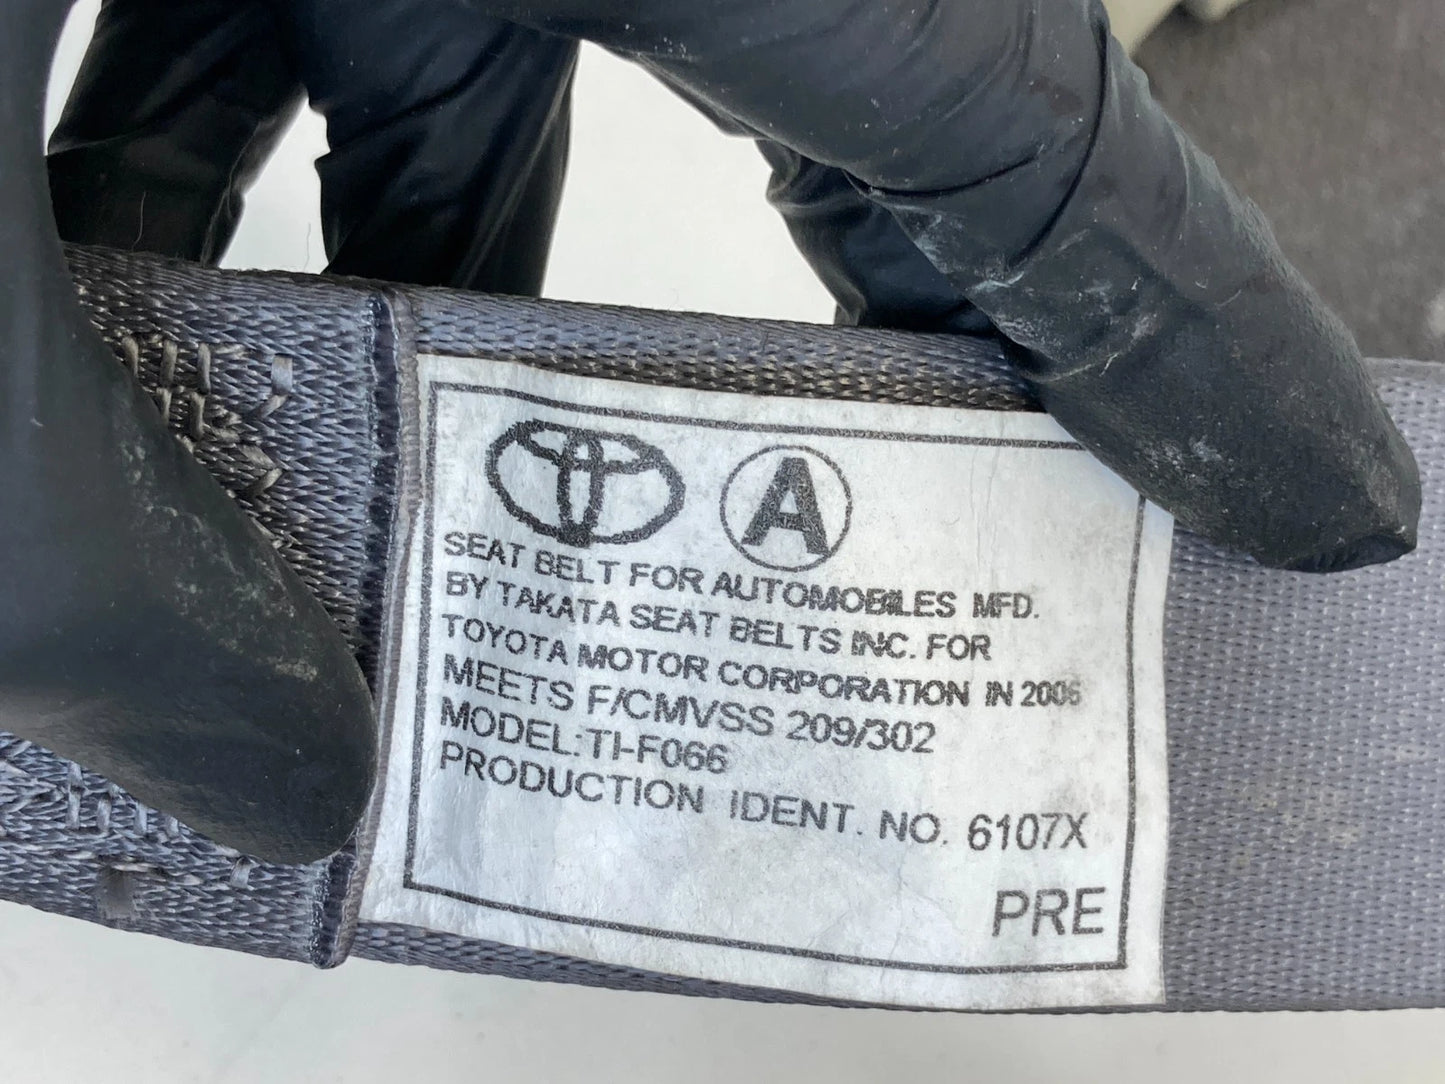 A
SEAT BELT FOR AUTOMOBILES MFD.
BY TAKATA SEAT BELTS INC. FOR
TOYOTA MOTOR CORPORATION IN 2006
MEETS F/CMVSS 209/302
MODEL:TI-F066
PRODUCTION IDENT. NO. 6107X
PRE